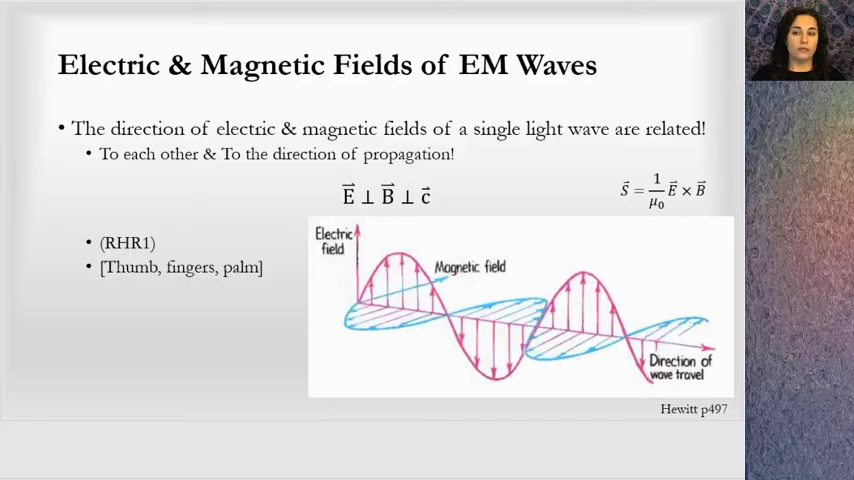 Electric & Magnetic Fields of EM Waves
• The direction of electric & magnetic fields of a single light wave are related!
• To each other & To the direction of propagation!
E⃗ ⊥ B⃗ ⊥ c⃗
S⃗ = 1/μ₀ E⃗ × B⃗
• (RHR1)
• [Thumb, fingers, palm]
Electric
field
Magnetic field
Direction of
wave travel
Hewitt p497